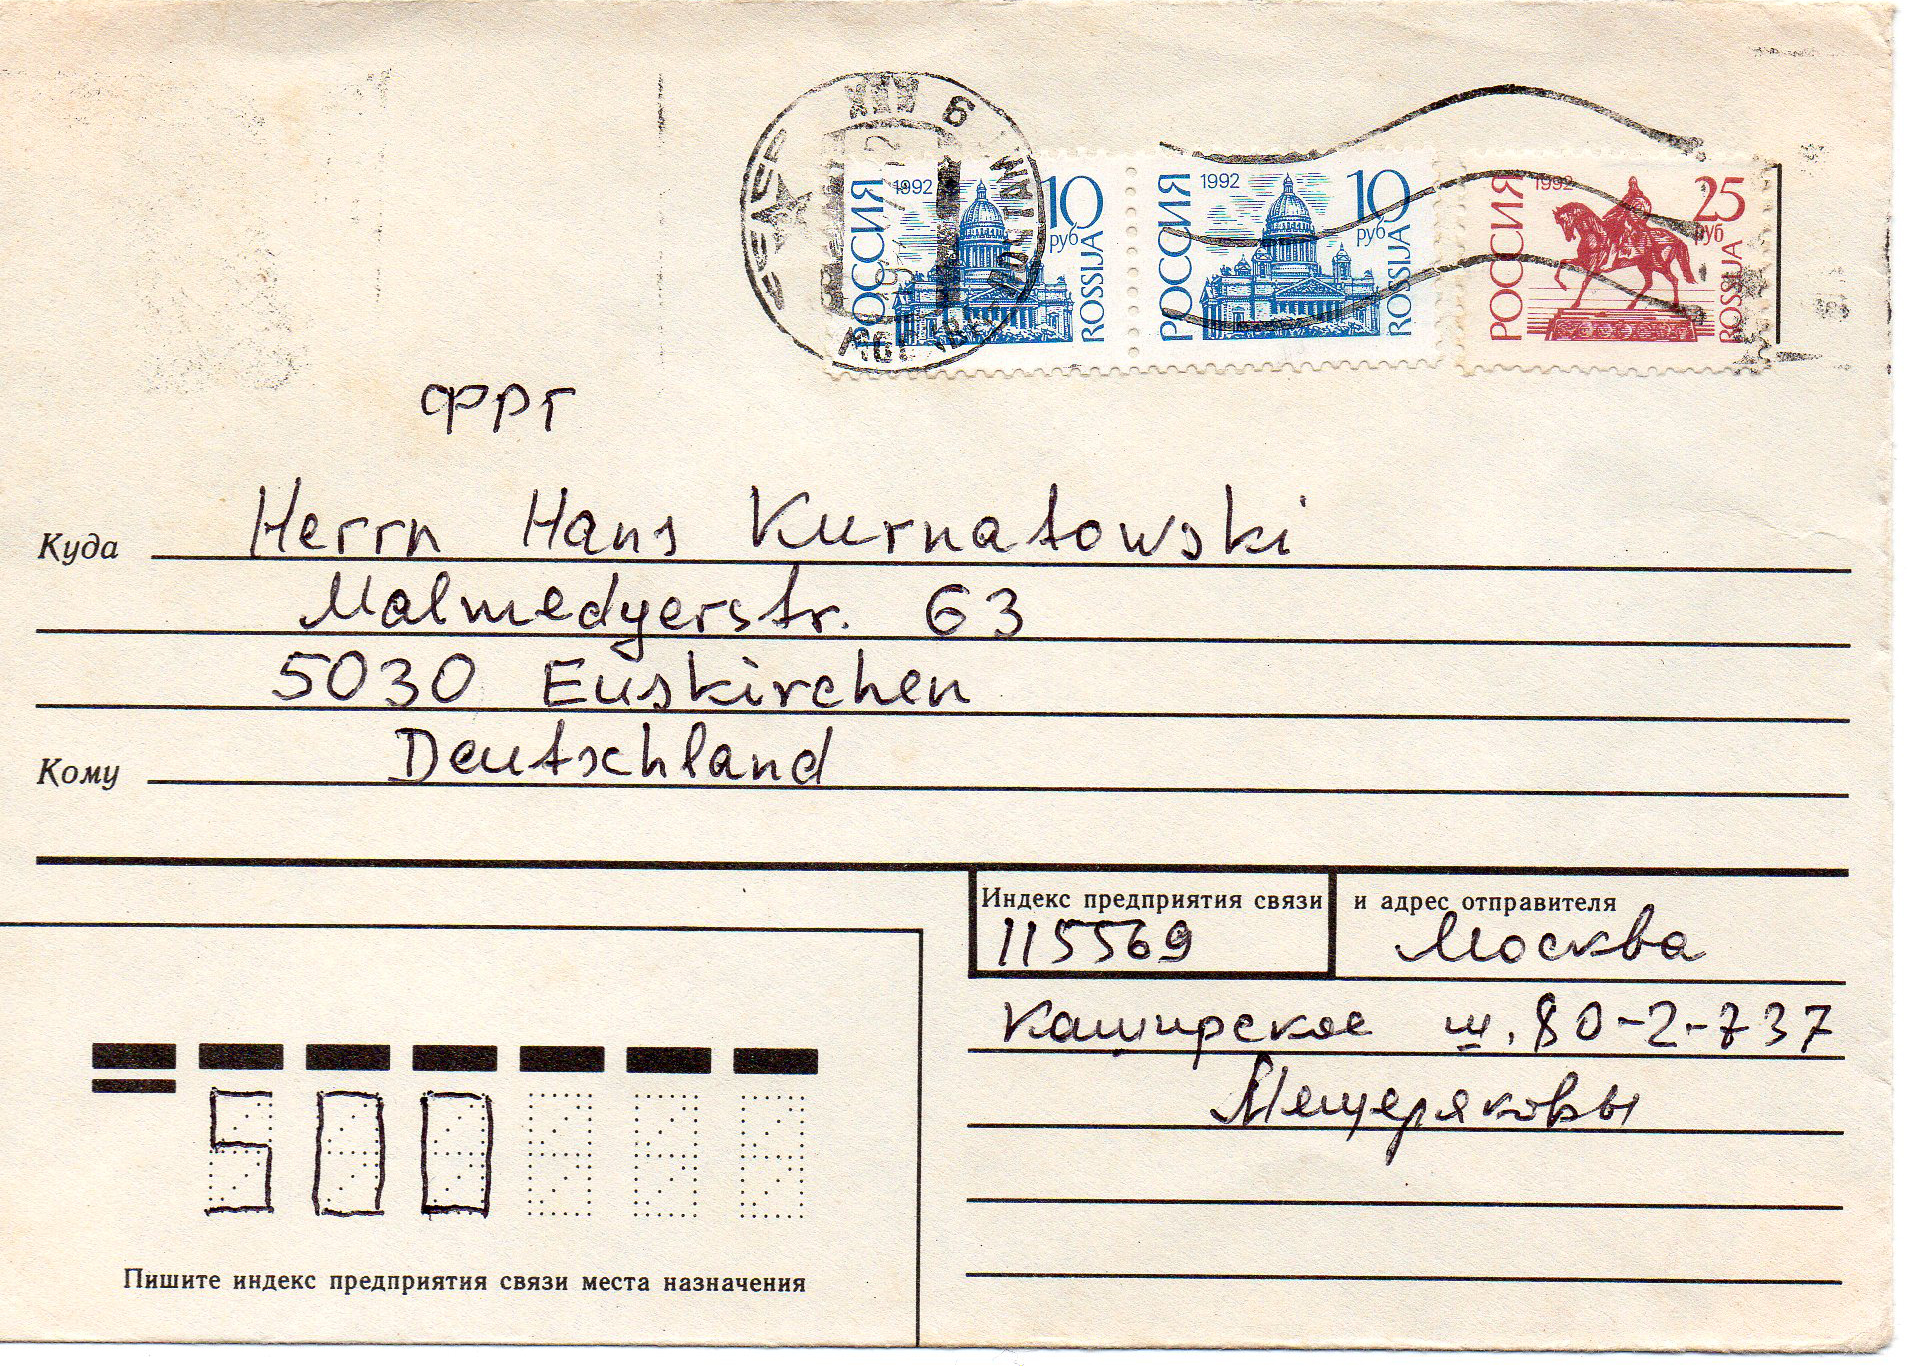 РОССИЯ 1992 10 руб ROSSIJA
РОССИЯ 1992 10 руб ROSSIJA
РОССИЯ 1992 25 руб ROSSIJA
ФРГ
Куда Herrn Hans Kurnatowski
Malmedyerstr. 63
5030 Euskirchen
Кому Deutschland
Индекс предприятия связи и адрес отправителя
115569 Москва
Каширское ш. 80-2-737
Мещеряковы
500
Пишите индекс предприятия связи места назначения